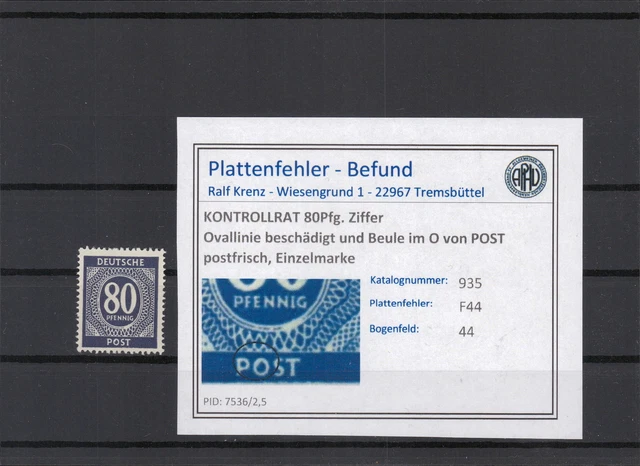 DEUTSCHE
80
PFENNIG
POST
Plattenfehler - Befund
Ralf Krenz - Wiesengrund 1 - 22967 Tremsbüttel
APHV
KONTROLLRAT 80Pfg. Ziffer
Ovallinie beschädigt und Beule im O von POST
postfrisch, Einzelmarke
PFENNIG
POST
Katalognummer: 935
Plattenfehler: F44
Bogenfeld: 44
PID: 7536/2,5